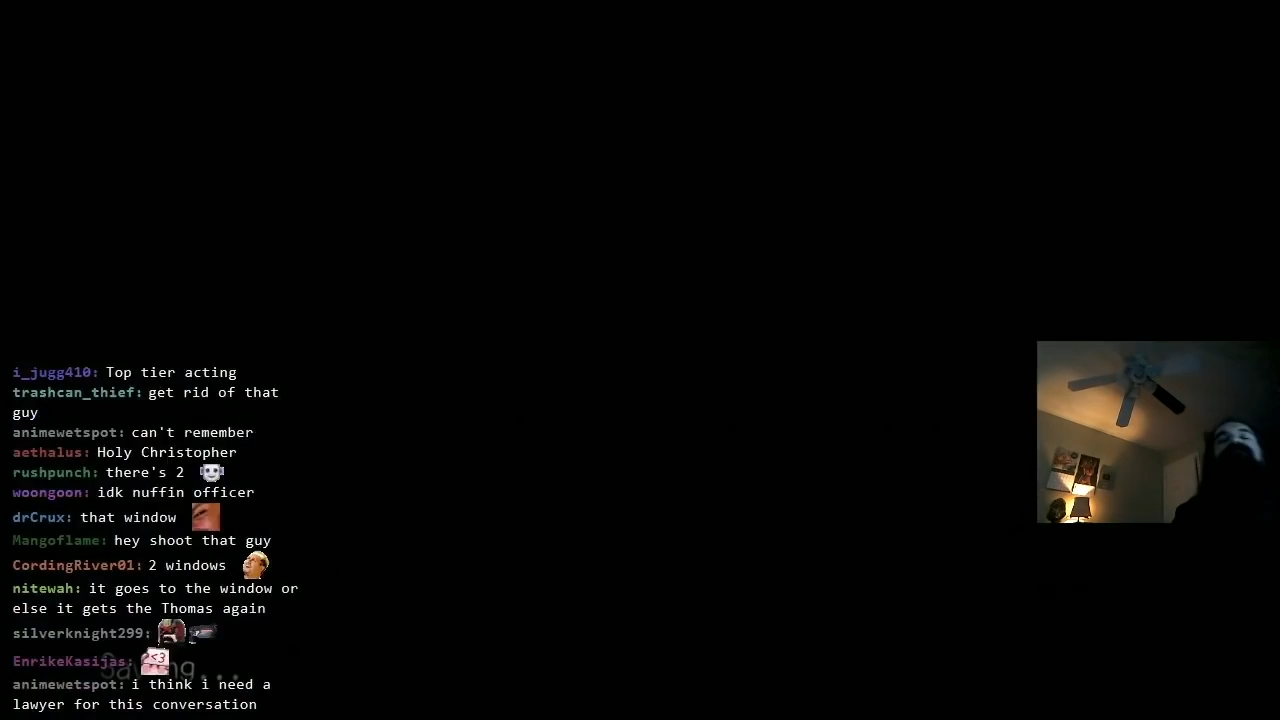 i_jugg410: Top tier acting
trashcan_thief: get rid of that
guy
animewetspot: can't remember
aethalus: Holy Christopher
rushpunch: there's 2
woongoon: idk nuffin officer
drCrux: that window
Mangoflame: hey shoot that guy
CordingRiver01: 2 windows
nitewah: it goes to the window or
else it gets the Thomas again
silverknight299:
EnrikeKasijas: <3
Saving...
animewetspot: i think i need a
lawyer for this conversation